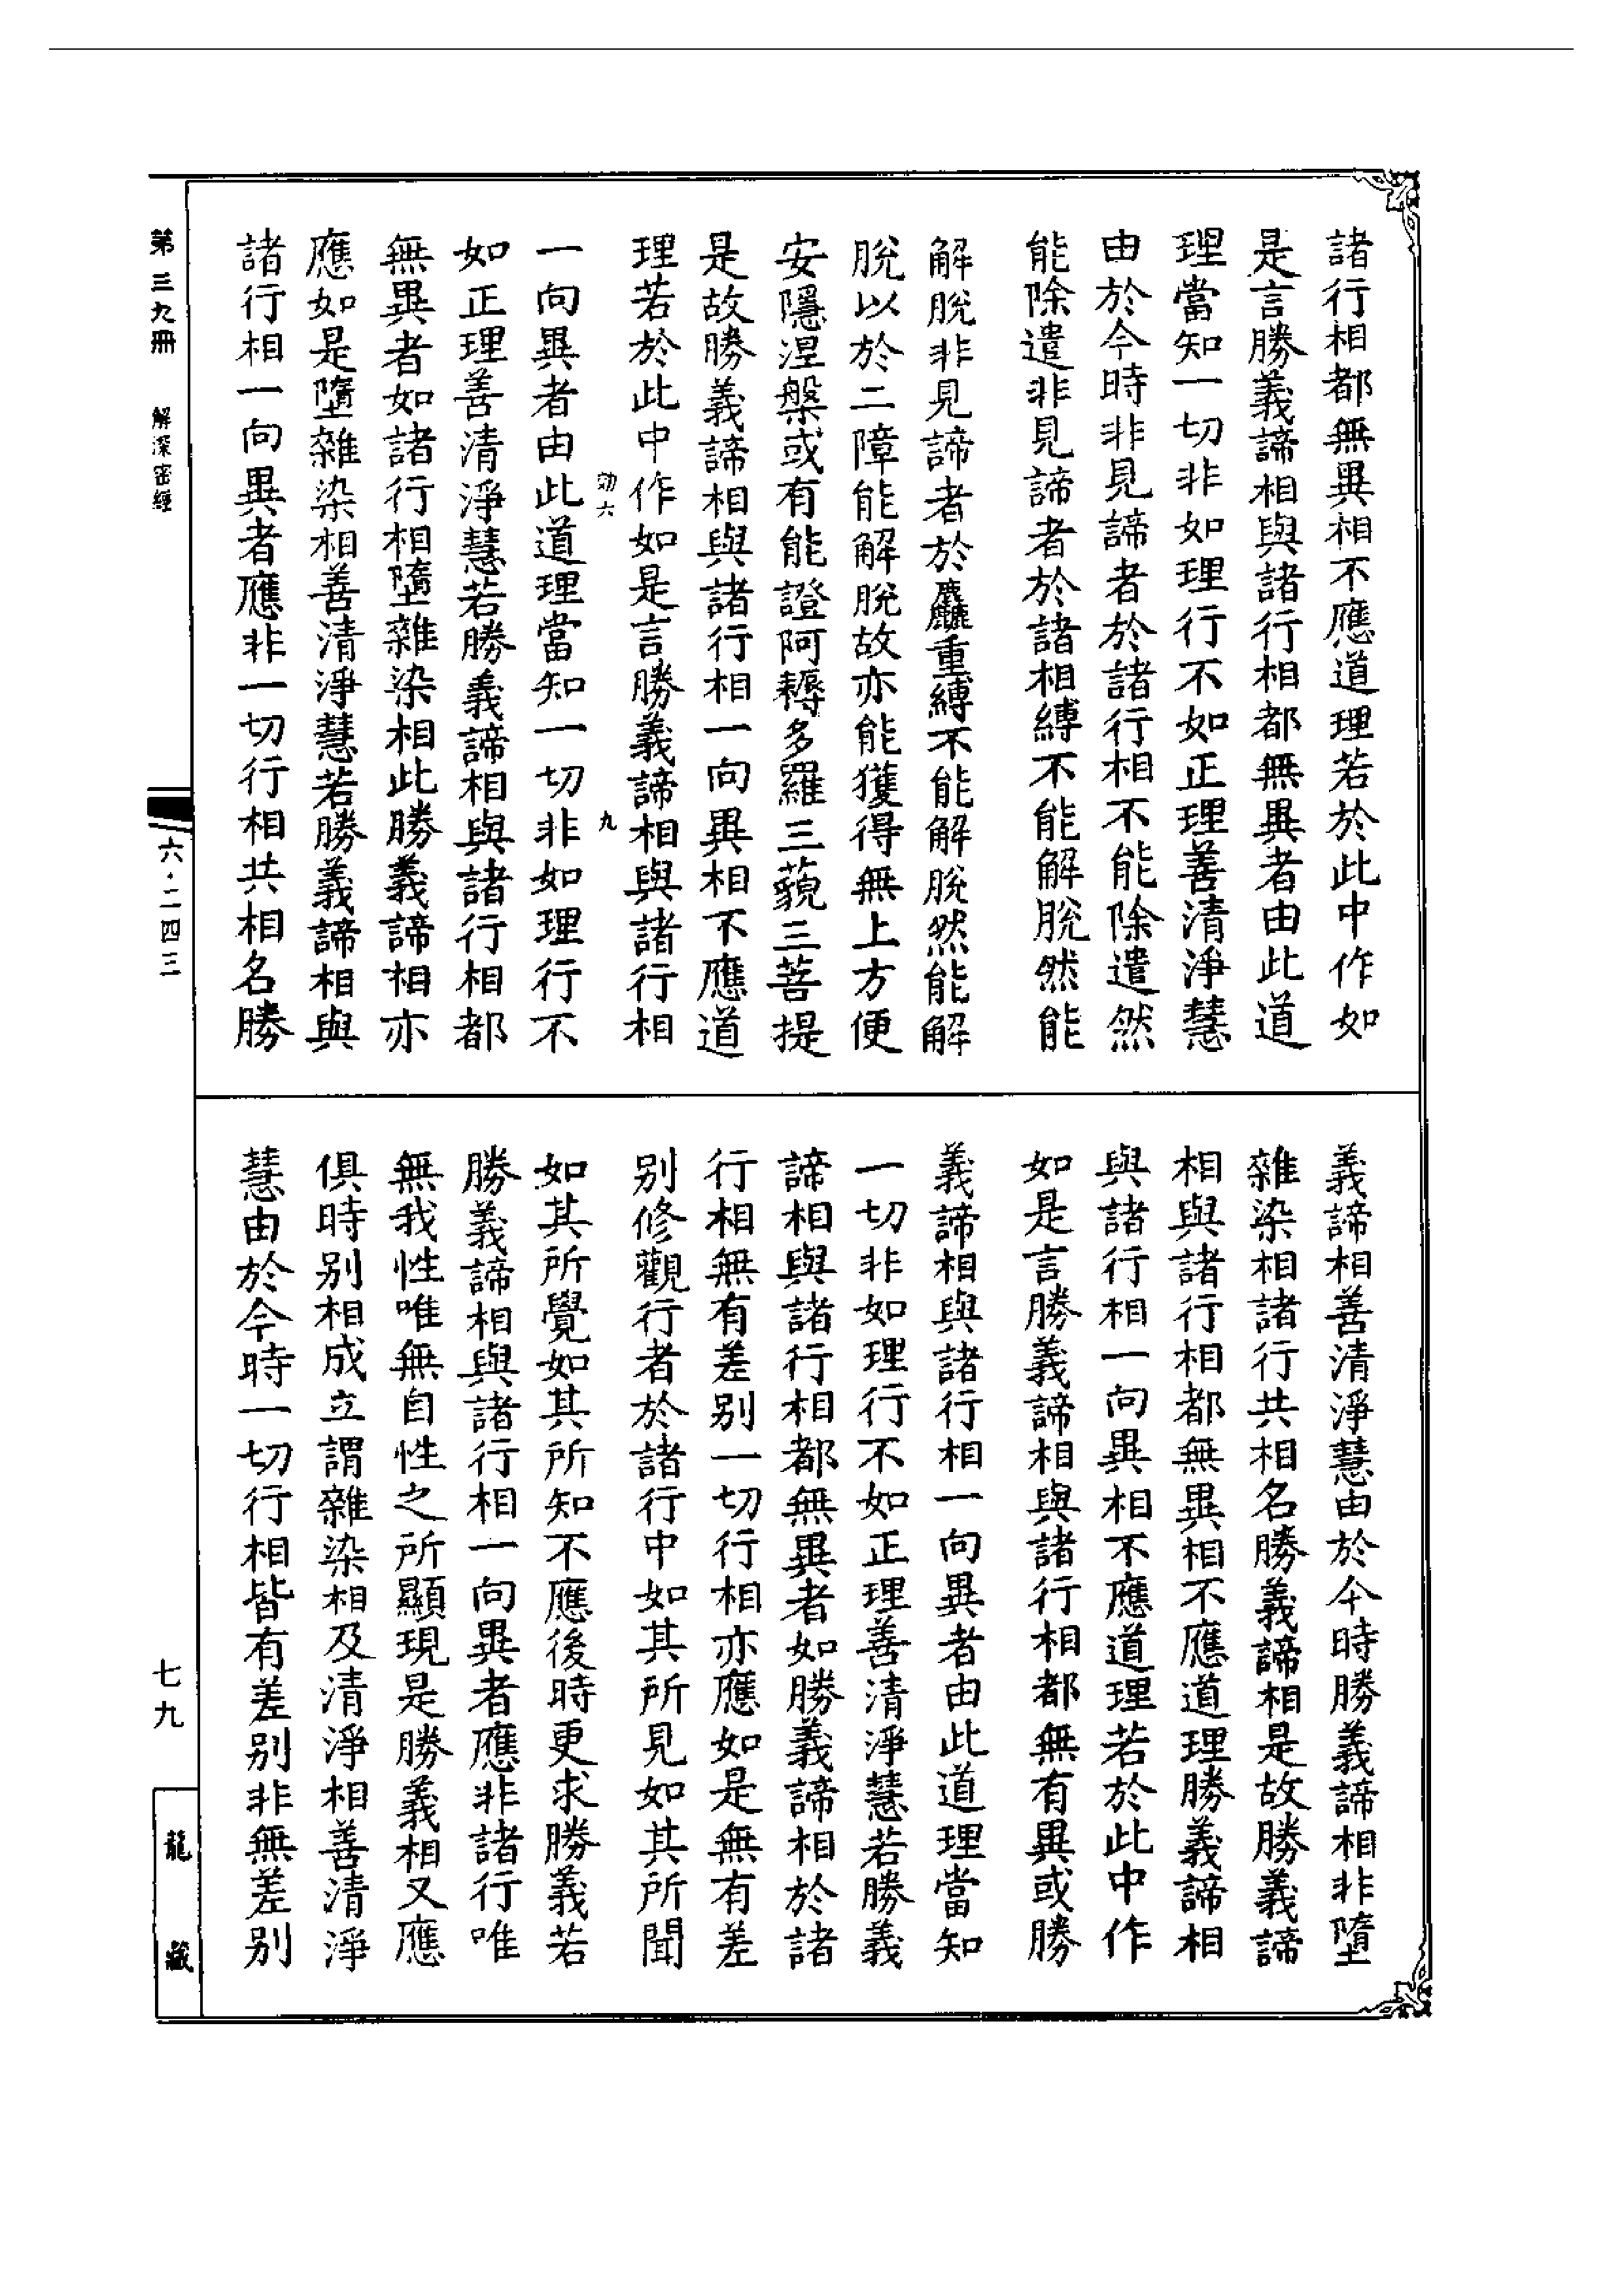 諸行相都無異相不應道理若於此中作如
是言勝義諦相與諸行相都無異者由此道
理當知一切非如理行不如正理善清淨慧
由於今時非見諦者於諸行相不能除遣然
能除遣非見諦者於諸相縛不能解脫然能
解脫非見諦者於麤重縛不能解脫然能解
脫以於二障能解脫故亦能獲得無上方便
安隱涅槃或有能證阿耨多羅三藐三菩提
是故勝義諦相與諸行相一向異相不應道
理若於此中作如是言勝義諦相與諸行相
効六 九
一向異者由此道理當知一切非如理行不
如正理善清淨慧若勝義諦相與諸行相都
無異者如諸行相墮雜染相此勝義諦相亦
應如是墮雜染相善清淨慧若勝義諦相與
諸行相一向異者應非一切行相共相名勝
義諦相善清淨慧由於今時勝義諦相非墮
雜染相諸行共相名勝義諦相是故勝義諦
相與諸行相都無異相不應道理勝義諦相
與諸行相一向異相不應道理若於此中作
如是言勝義諦相與諸行相都無有異或勝
義諦相與諸行相一向異者由此道理當知
一切非如理行不如正理善清淨慧若勝義
諦相與諸行相都無異者如勝義諦相於諸
行相無有差別一切行相亦應如是無有差
別修觀行者於諸行中如其所見如其所聞
如其所覺如其所知不應後時更求勝義若
勝義諦相與諸行相一向異者應非諸行唯
無我性唯無自性之所顯現是勝義相又應
俱時別相成立謂雜染相及清淨相善清淨
慧由於今時一切行相皆有差別非無差別
第三九冊 解深密經
六·二四三
七九
龍藏